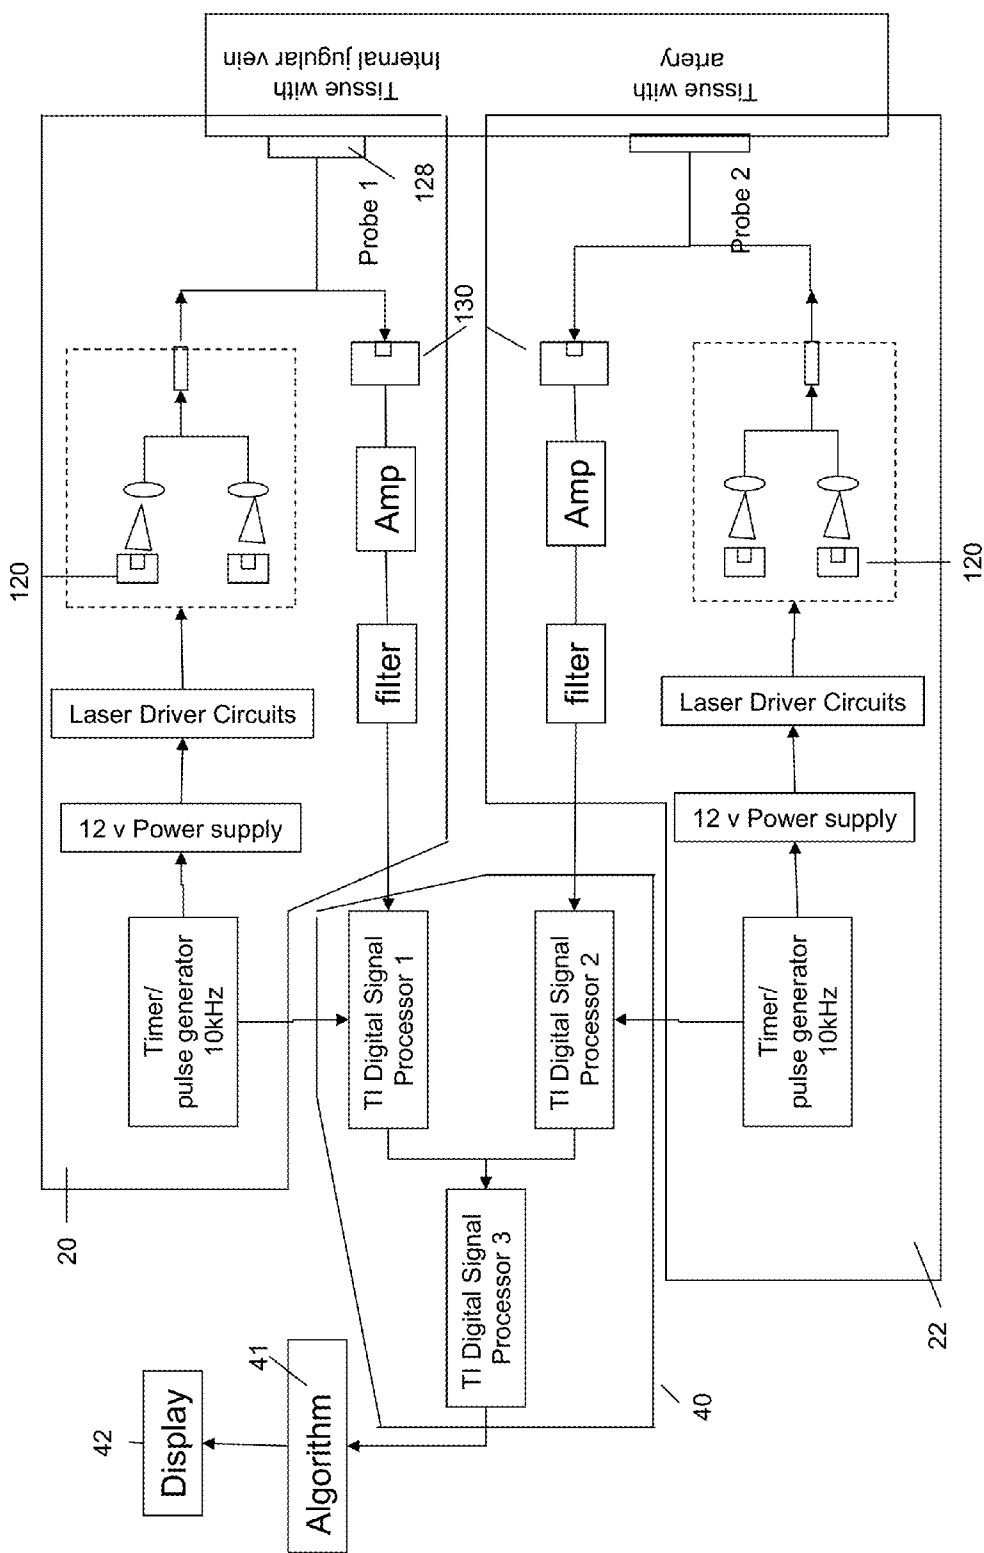 Tissue with
Internal jugular vein
Tissue with
artery
128
Probe 1
Probe 2
130
120
Amp
Amp
120
filter
filter
Laser Driver Circuits
Laser Driver Circuits
12 v Power supply
12 v Power supply
Timer/
pulse generator
10kHz
TI Digital Signal
Processor 1
TI Digital Signal
Processor 2
Timer/
pulse generator
10kHz
20
TI Digital Signal
Processor 3
22
40
41
Algorithm
42
Display